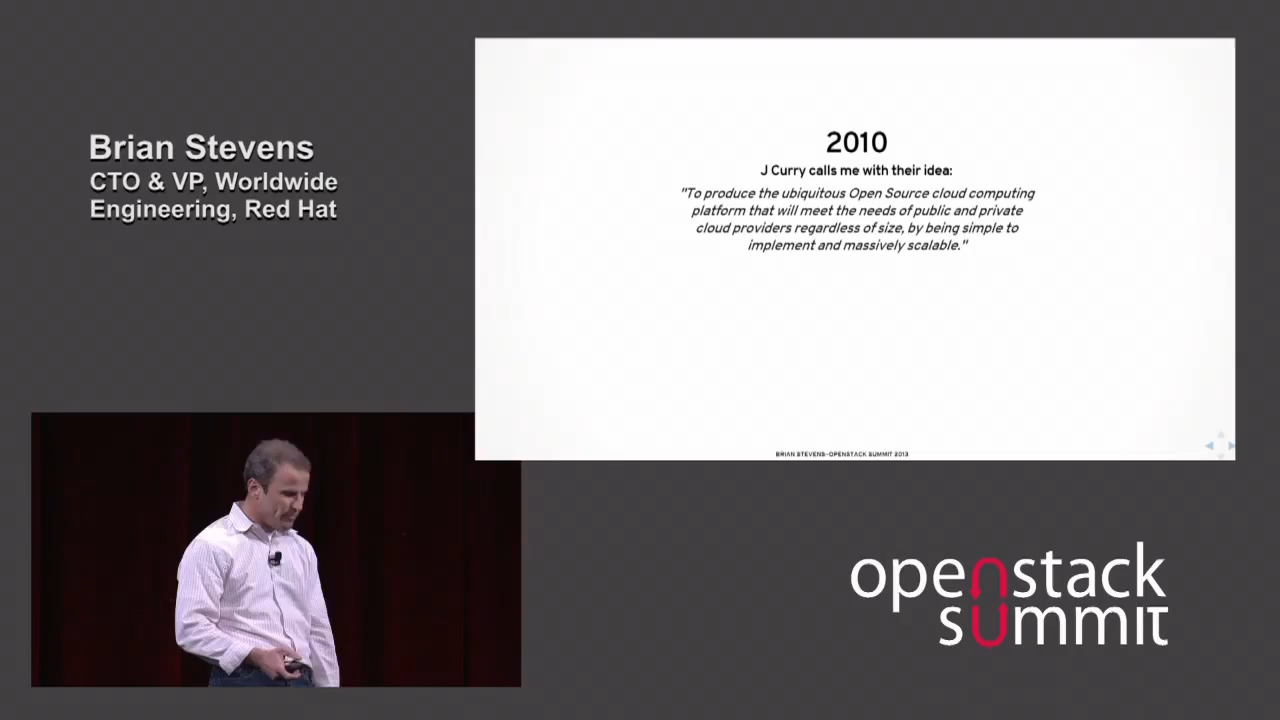 Brian Stevens
CTO & VP, Worldwide
Engineering, Red Hat
2010
J Curry calls me with their idea:
"To produce the ubiquitous Open Source cloud computing
platform that will meet the needs of public and private
cloud providers regardless of size, by being simple to
implement and massively scalable."
BRIAN STEVENS-OPENSTACK SUMMIT 2013
openstack
summit